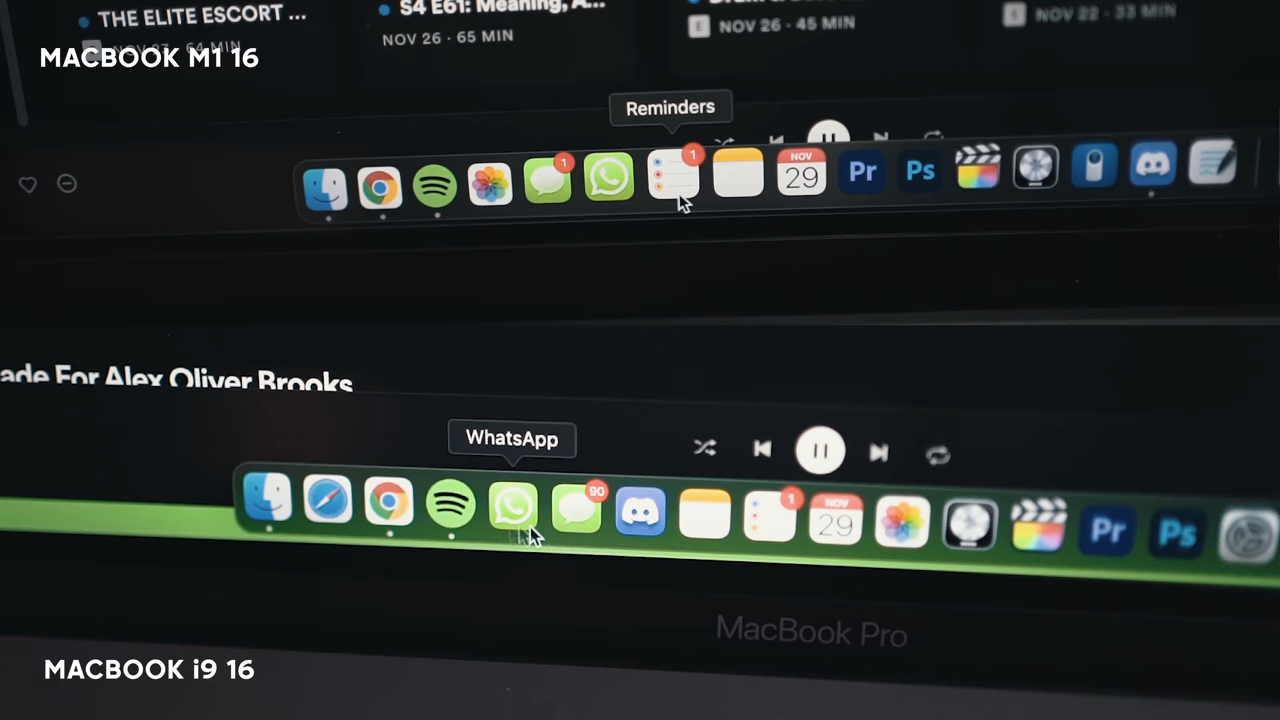 THE ELITE ESCORT ...
S4 E61: Meaning, A...
NOV 26 · 65 MIN
E NOV 26 · 45 MIN
E NOV 22 · 33 MIN
MACBOOK M1 16
Reminders
1
1
NOV
29
Pr
Ps
ade For Alex Oliver Brooks
WhatsApp
90
1
NOV
29
Pr
Ps
MacBook Pro
MACBOOK i9 16